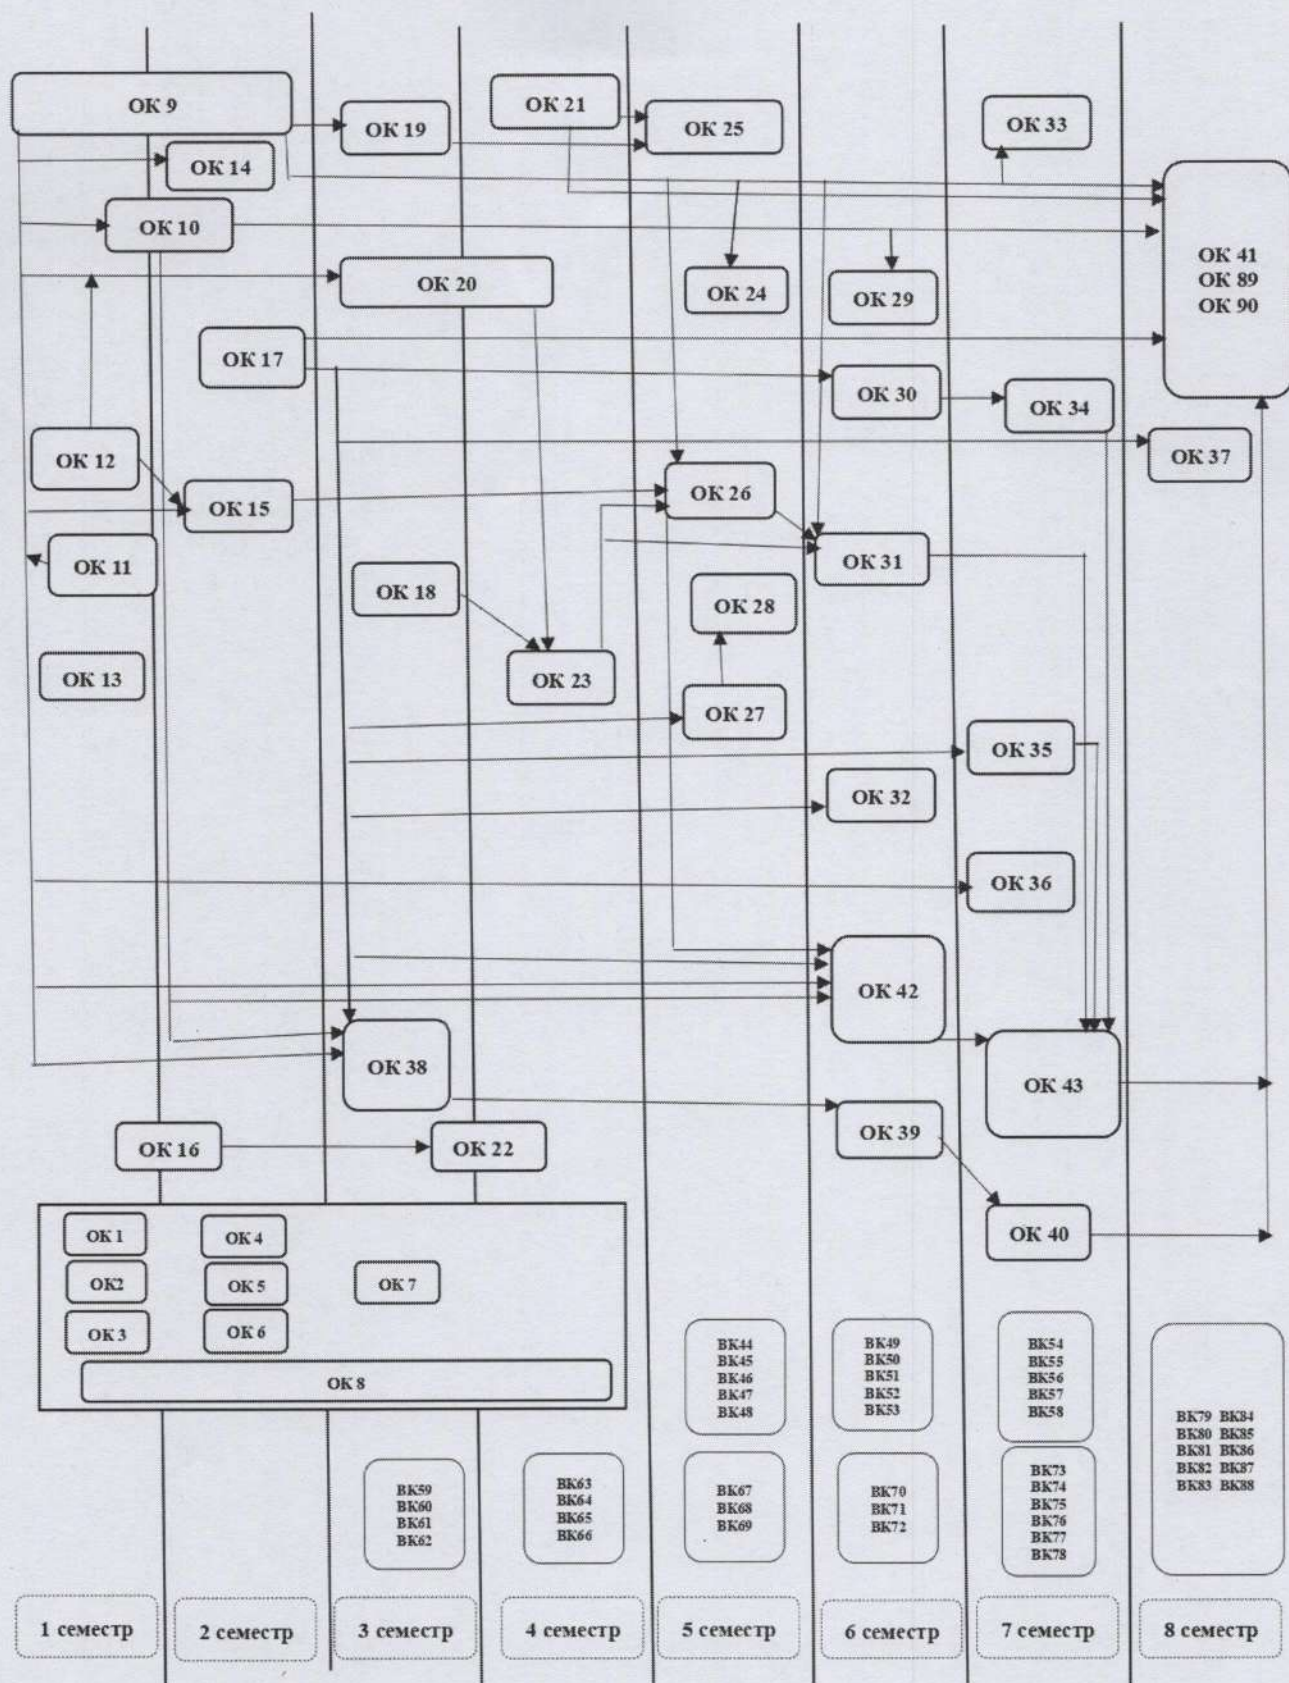 ОК 9
ОК 19
ОК 21
ОК 25
ОК 33
ОК 14
ОК 10
ОК 20
ОК 24
ОК 29
ОК 41
ОК 89
ОК 90
ОК 17
ОК 30
ОК 34
ОК 12
ОК 37
ОК 15
ОК 26
ОК 11
ОК 18
ОК 31
ОК 28
ОК 13
ОК 23
ОК 27
ОК 35
ОК 32
ОК 36
ОК 42
ОК 38
ОК 43
ОК 16
ОК 22
ОК 39
ОК 40
ОК 1
ОК 4
ОК2
ОК 5
ОК 7
ОК 3
ОК 6
ОК 8
ВК44
ВК45
ВК46
ВК47
ВК48
ВК49
ВК50
ВК51
ВК52
ВК53
ВК54
ВК55
ВК56
ВК57
ВК58
ВК79 ВК84
ВК80 ВК85
ВК81 ВК86
ВК82 ВК87
ВК83 ВК88
ВК59
ВК60
ВК61
ВК62
ВК63
ВК64
ВК65
ВК66
ВК67
ВК68
ВК69
ВК70
ВК71
ВК72
ВК73
ВК74
ВК75
ВК76
ВК77
ВК78
1 семестр
2 семестр
3 семестр
4 семестр
5 семестр
6 семестр
7 семестр
8 семестр